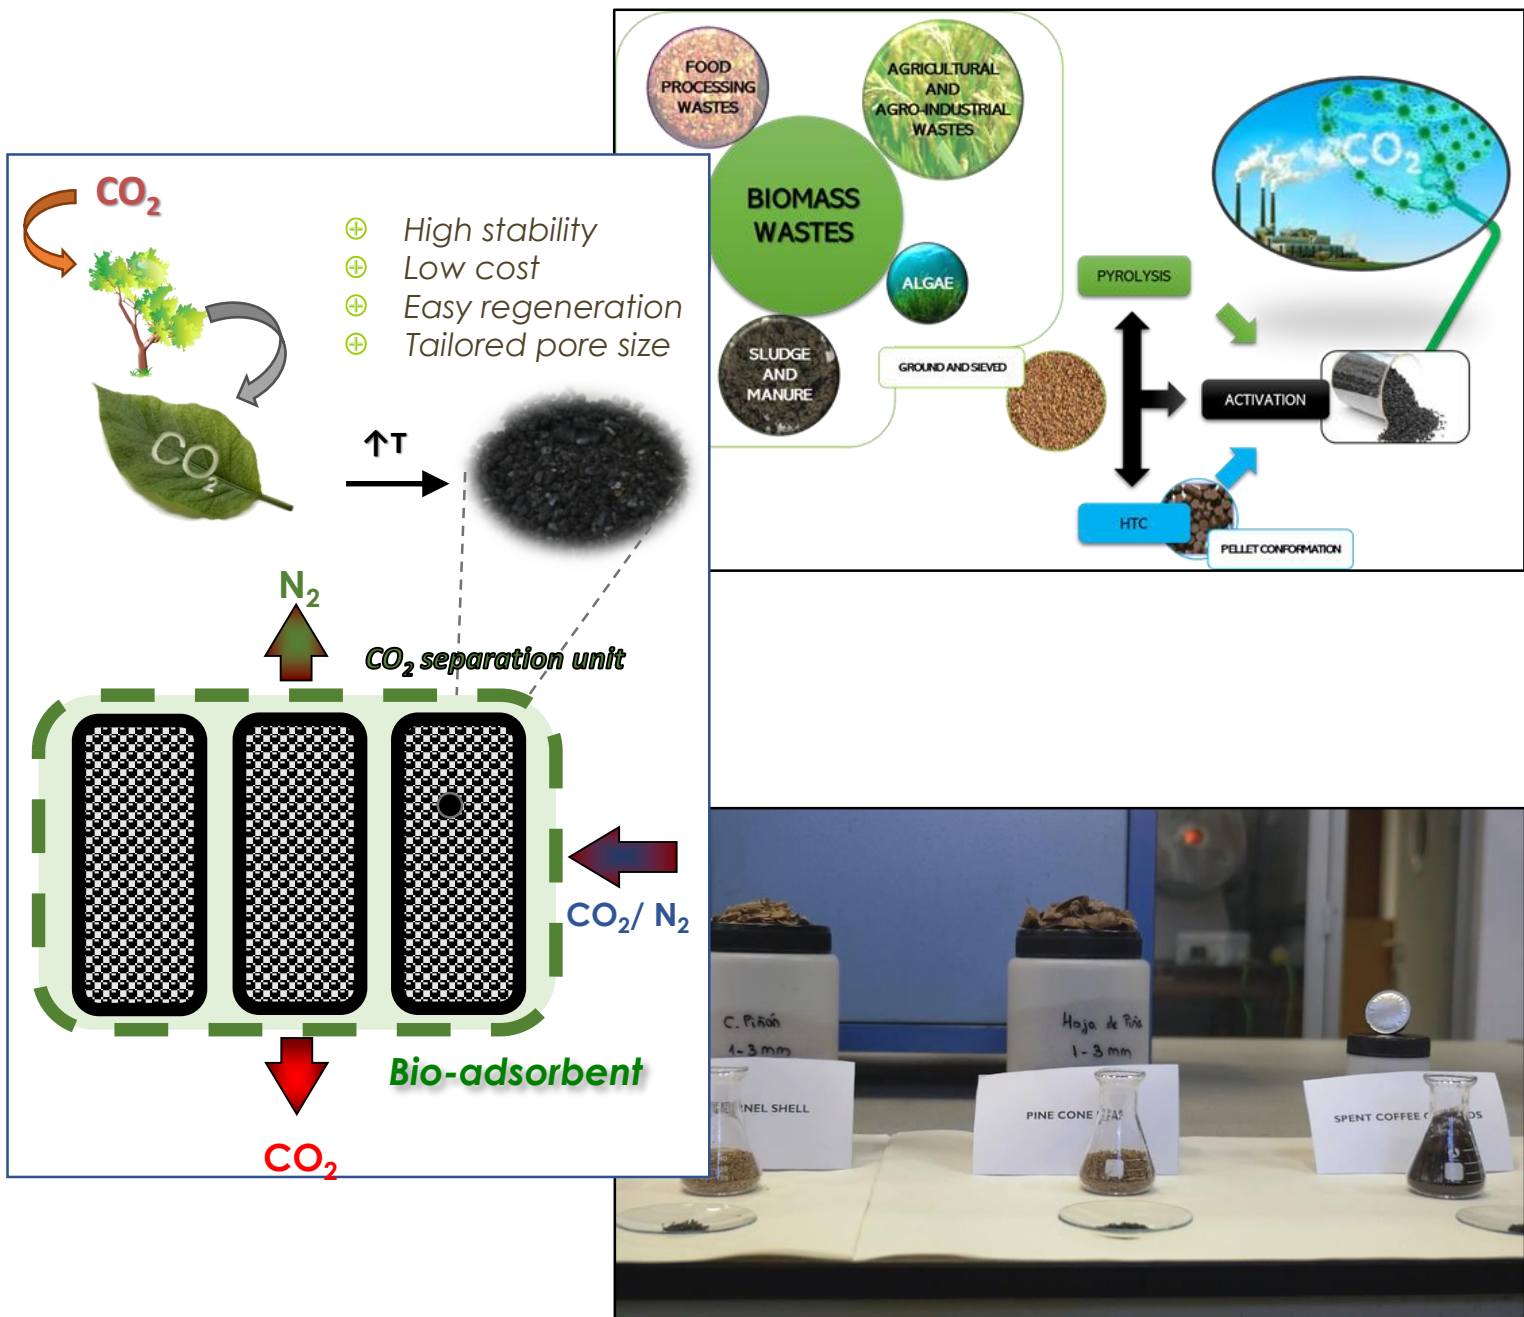 CO₂
High stability
Low cost
Easy regeneration
Tailored pore size
CO₂
↑T
N₂
CO₂ separation unit
CO₂/ N₂
Bio-adsorbent
CO₂
FOOD
PROCESSING
WASTES
AGRICULTURAL
AND
AGRO-INDUSTRIAL
WASTES
BIOMASS
WASTES
ALGAE
SLUDGE
AND
MANURE
GROUND AND SIEVED
PYROLYSIS
ACTIVATION
HTC
PELLET CONFORMATION
CO₂
C. Piñón
1-3 mm
Hoja de Piña
1-3 mm
SHELL
PINE CONE
SPENT COFFEE